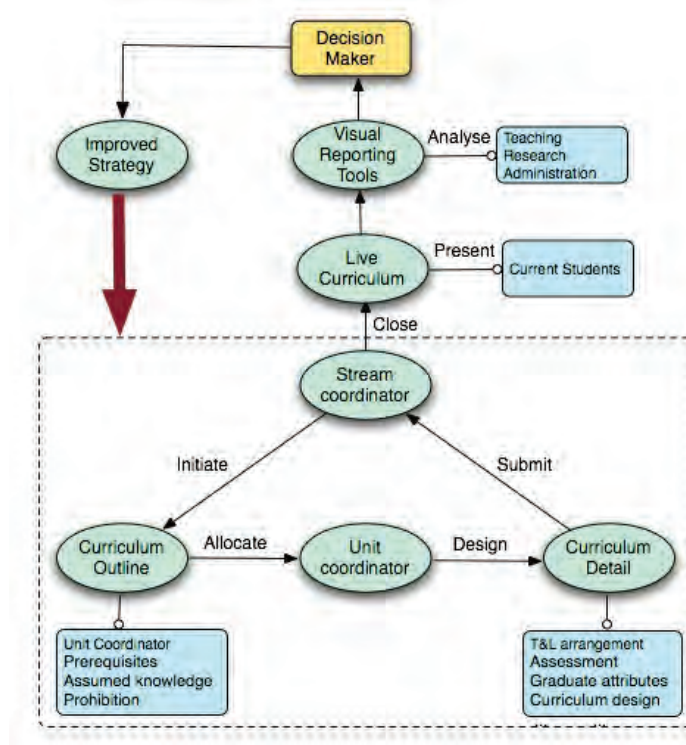 Decision
Maker
Improved
Strategy
Visual
Reporting
Tools
Analyse
Teaching
Research
Administration
Live
Curriculum
Present
Current Students
Close
Stream
coordinator
Initiate
Submit
Curriculum
Outline
Allocate
Unit
coordinator
Design
Curriculum
Detail
Unit Coordinator
Prerequisites
Assumed knowledge
Prohibition
T&L arrangement
Assessment
Graduate attributes
Curriculum design